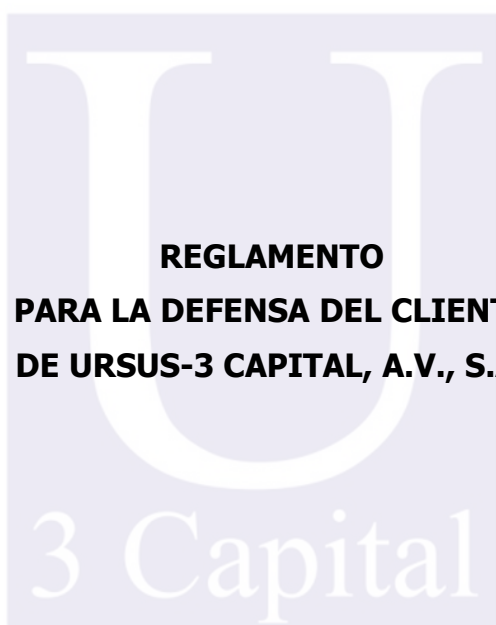 REGLAMENTO
PARA LA DEFENSA DEL CLIENT
DE URSUS-3 CAPITAL, A.V., S.
U
3 Capital